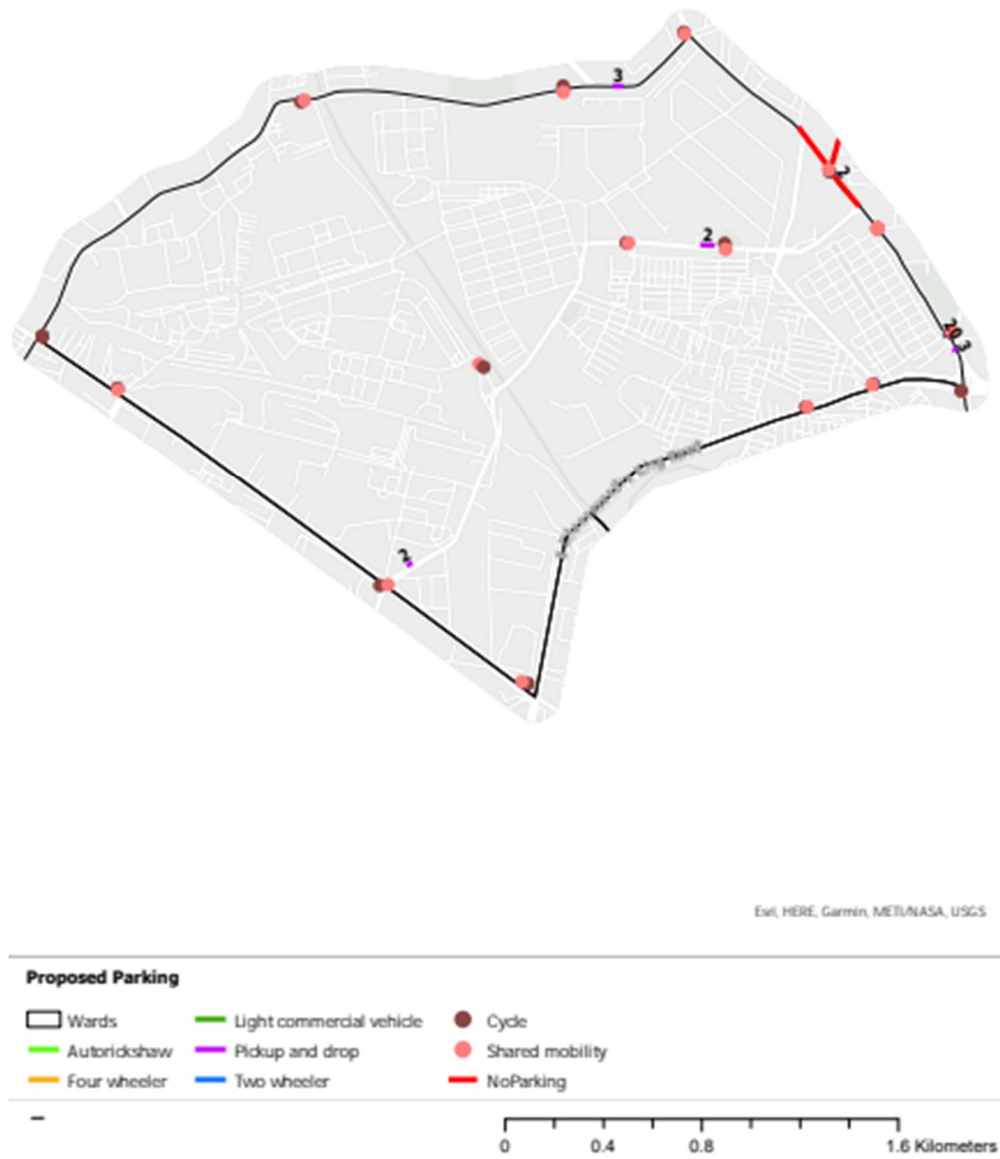 3
2
2
20
3
2
Esri, HERE, Garmin, METI/NASA, USGS
Proposed Parking
Wards
Light commercial vehicle
Cycle
Autorickshaw
Pickup and drop
Shared mobility
Four wheeler
Two wheeler
NoParking
0 0.4 0.8 1.6 Kilometers